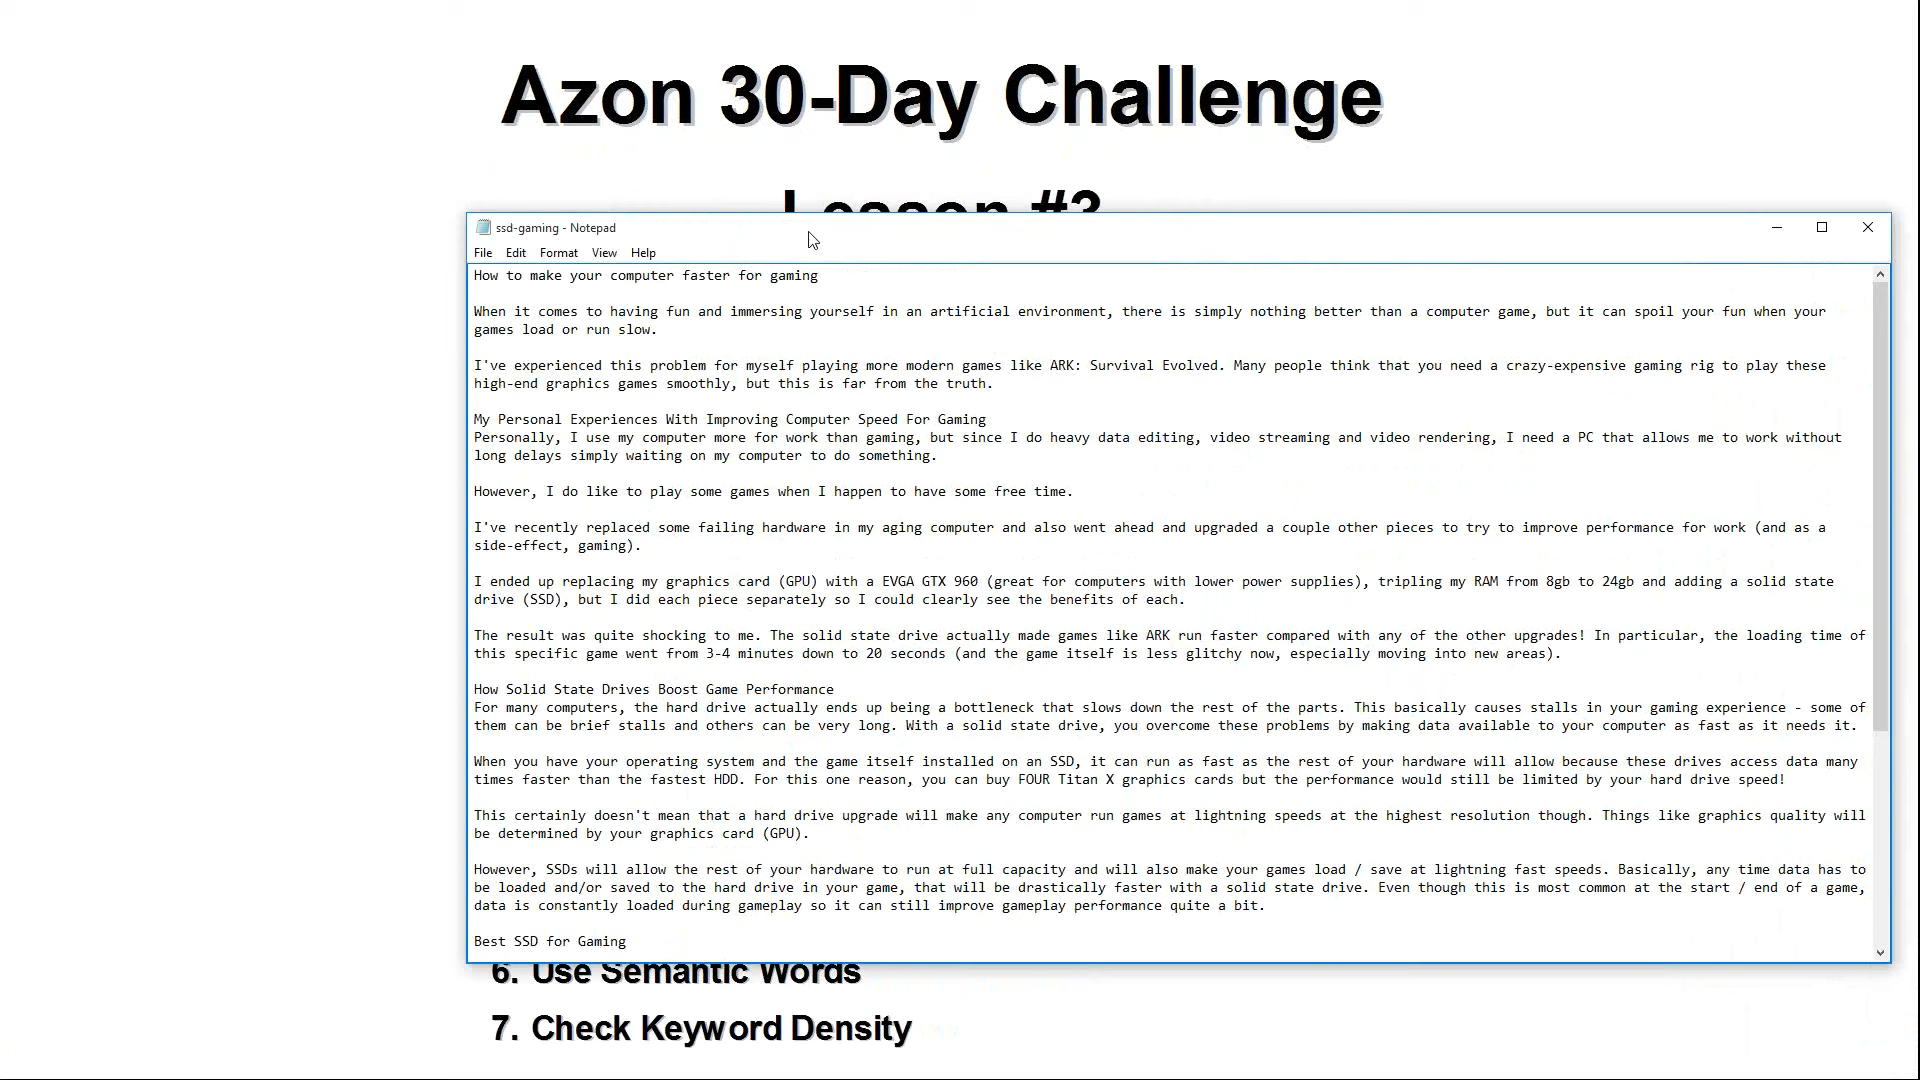 Azon 30-Day Challenge
Lesson #3
ssd-gaming - Notepad
File Edit Format View Help
How to make your computer faster for gaming
When it comes to having fun and immersing yourself in an artificial environment, there is simply nothing better than a computer game, but it can spoil your fun when your
games load or run slow.
I've experienced this problem for myself playing more modern games like ARK: Survival Evolved. Many people think that you need a crazy-expensive gaming rig to play these
high-end graphics games smoothly, but this is far from the truth.
My Personal Experiences With Improving Computer Speed For Gaming
Personally, I use my computer more for work than gaming, but since I do heavy data editing, video streaming and video rendering, I need a PC that allows me to work without
long delays simply waiting on my computer to do something.
However, I do like to play some games when I happen to have some free time.
I've recently replaced some failing hardware in my aging computer and also went ahead and upgraded a couple other pieces to try to improve performance for work (and as a
side-effect, gaming).
I ended up replacing my graphics card (GPU) with a EVGA GTX 960 (great for computers with lower power supplies), tripling my RAM from 8gb to 24gb and adding a solid state
drive (SSD), but I did each piece separately so I could clearly see the benefits of each.
The result was quite shocking to me. The solid state drive actually made games like ARK run faster compared with any of the other upgrades! In particular, the loading time of
this specific game went from 3-4 minutes down to 20 seconds (and the game itself is less glitchy now, especially moving into new areas).
How Solid State Drives Boost Game Performance
For many computers, the hard drive actually ends up being a bottleneck that slows down the rest of the parts. This basically causes stalls in your gaming experience - some of
them can be brief stalls and others can be very long. With a solid state drive, you overcome these problems by making data available to your computer as fast as it needs it.
When you have your operating system and the game itself installed on an SSD, it can run as fast as the rest of your hardware will allow because these drives access data many
times faster than the fastest HDD. For this one reason, you can buy FOUR Titan X graphics cards but the performance would still be limited by your hard drive speed!
This certainly doesn't mean that a hard drive upgrade will make any computer run games at lightning speeds at the highest resolution though. Things like graphics quality will
be determined by your graphics card (GPU).
However, SSDs will allow the rest of your hardware to run at full capacity and will also make your games load / save at lightning fast speeds. Basically, any time data has to
be loaded and/or saved to the hard drive in your game, that will be drastically faster with a solid state drive. Even though this is most common at the start / end of a game,
data is constantly loaded during gameplay so it can still improve gameplay performance quite a bit.
Best SSD for Gaming
6. Use Semantic Words
7. Check Keyword Density